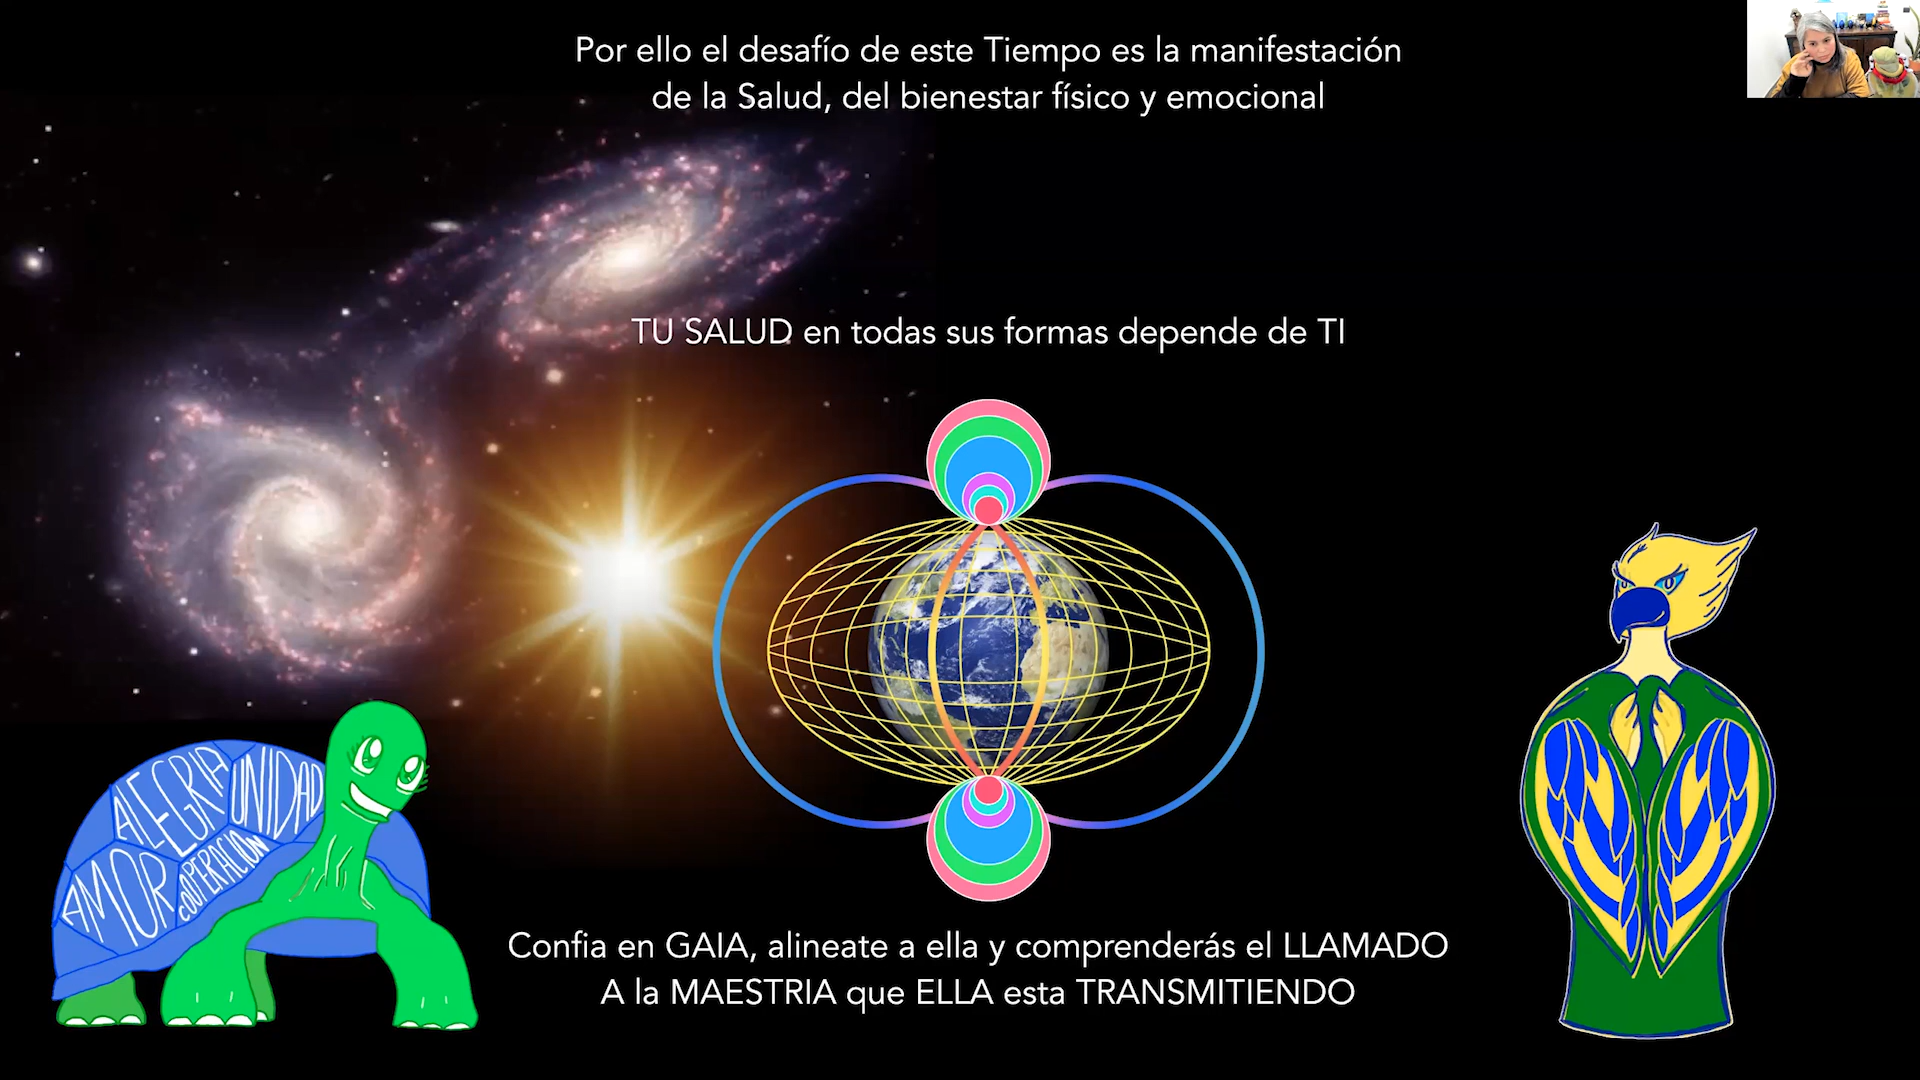 Por ello el desafío de este Tiempo es la manifestación
de la Salud, del bienestar físico y emocional
TU SALUD en todas sus formas depende de TI
ALEGRIA
UNIDAD
AMOR
COOPERACION
Confia en GAIA, alineate a ella y comprenderás el LLAMADO
A la MAESTRIA que ELLA esta TRANSMITIENDO